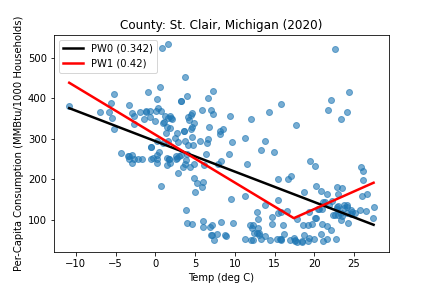 County: St. Clair, Michigan (2020)
PW0 (0.342)
PW1 (0.42)
Per-Capita Consumption (MMBtu/1000 Households)
500
400
300
200
100
−10 −5 0 5 10 15 20 25
Temp (deg C)